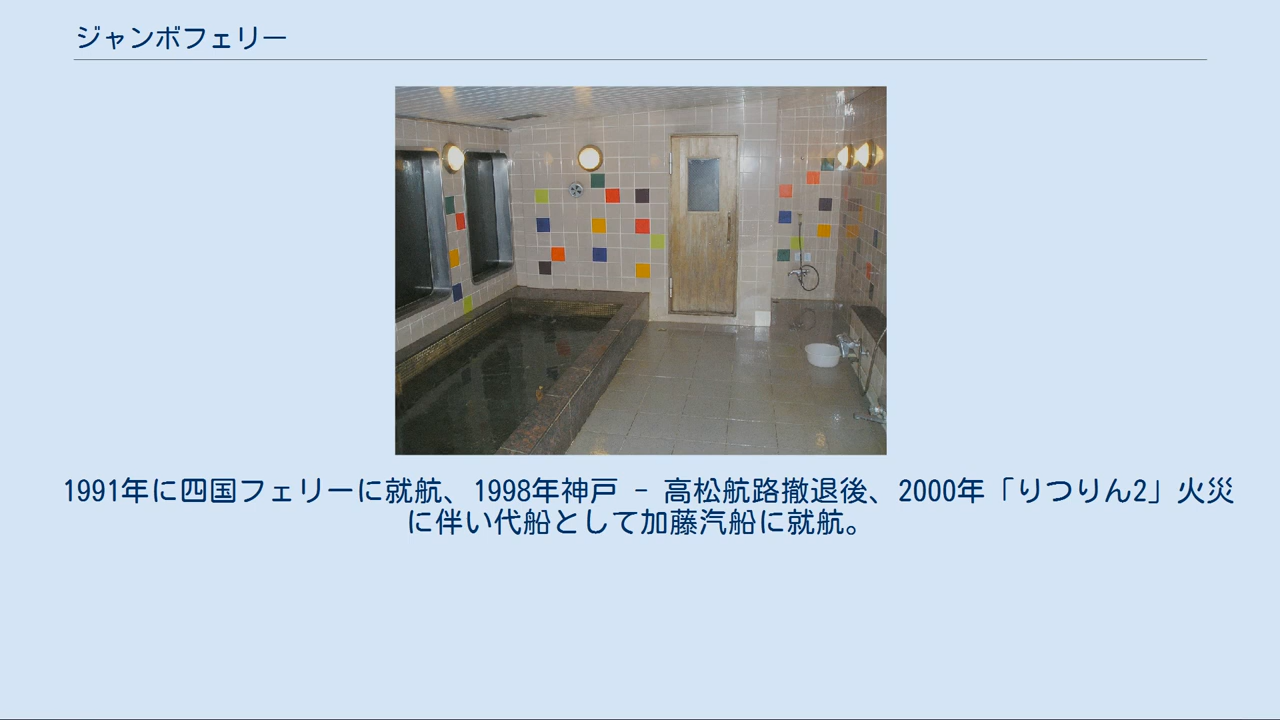 ジャンボフェリー
1991年に四国フェリーに就航、1998年神戸 - 高松航路撤退後、2000年「りつりん2」火災
に伴い代船として加藤汽船に就航。